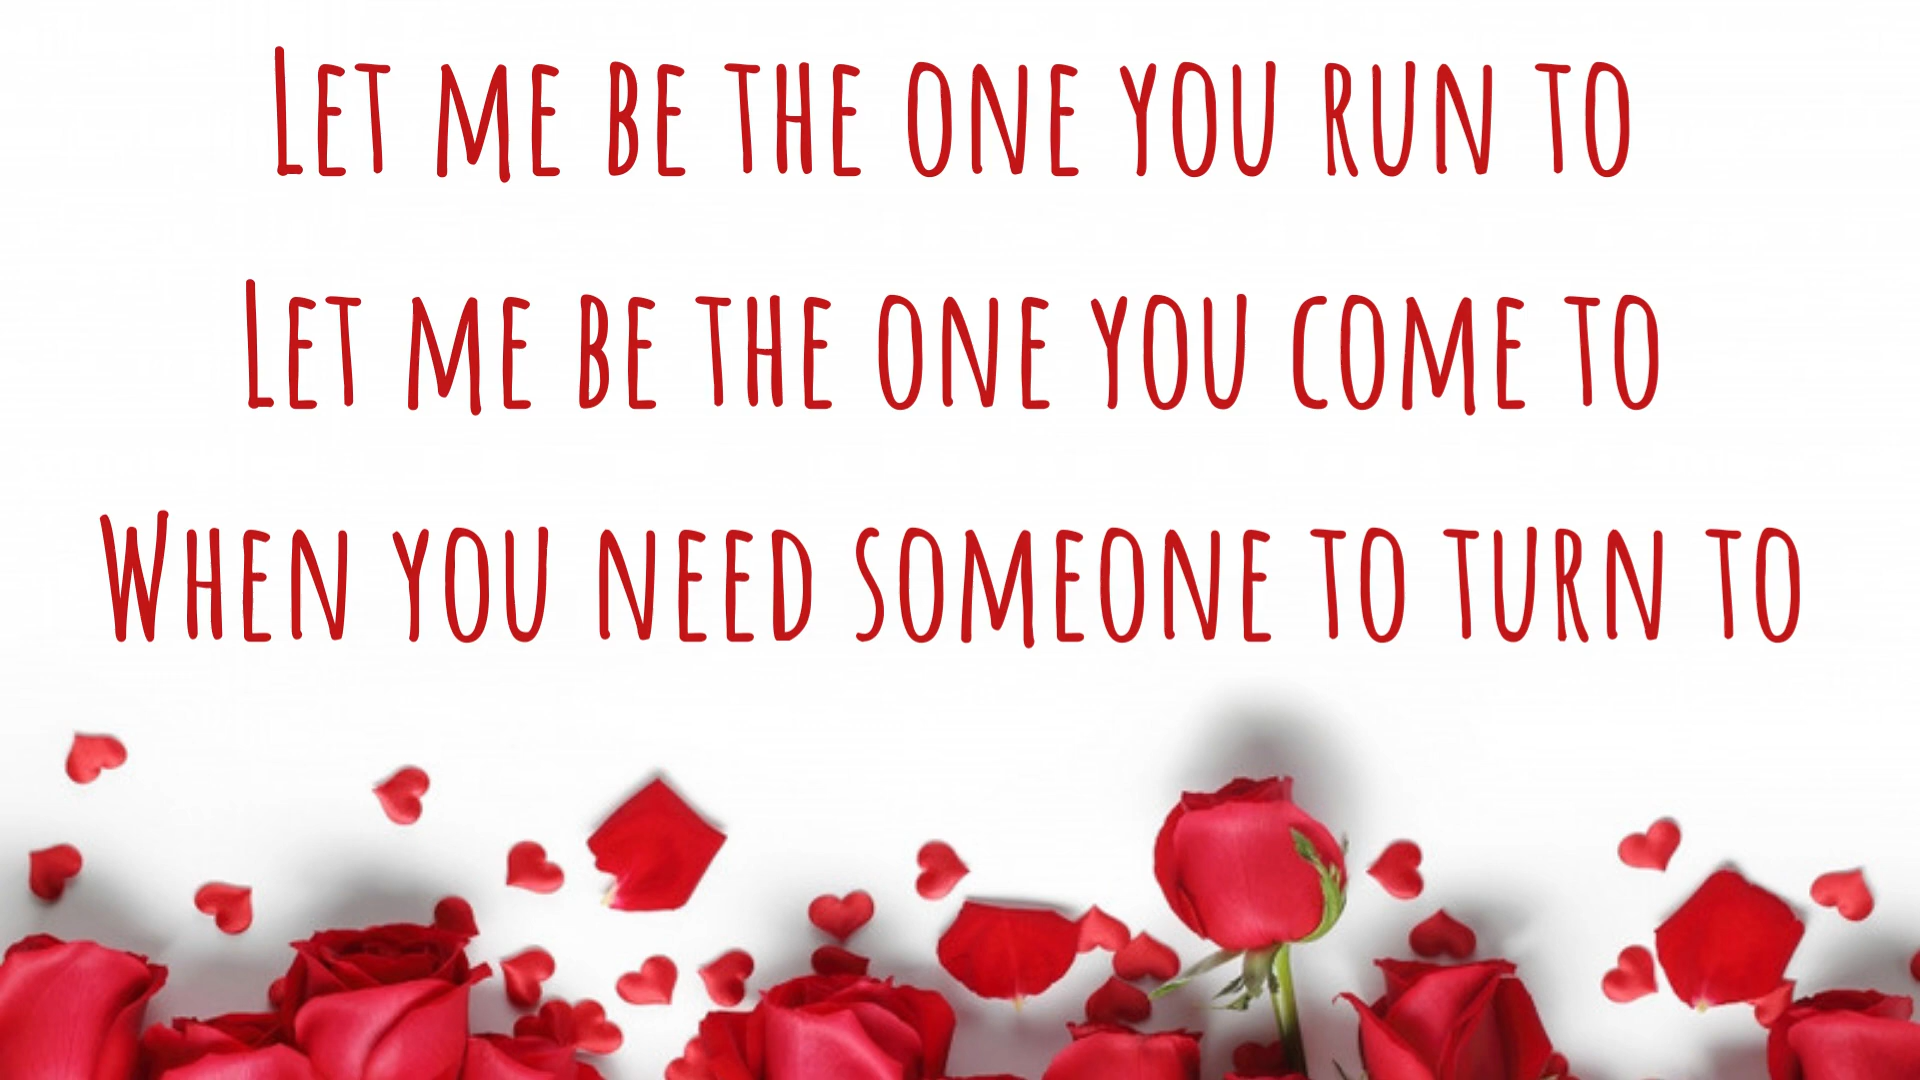 Let me be the one you run to
Let me be the one you come to
When you need someone to turn to